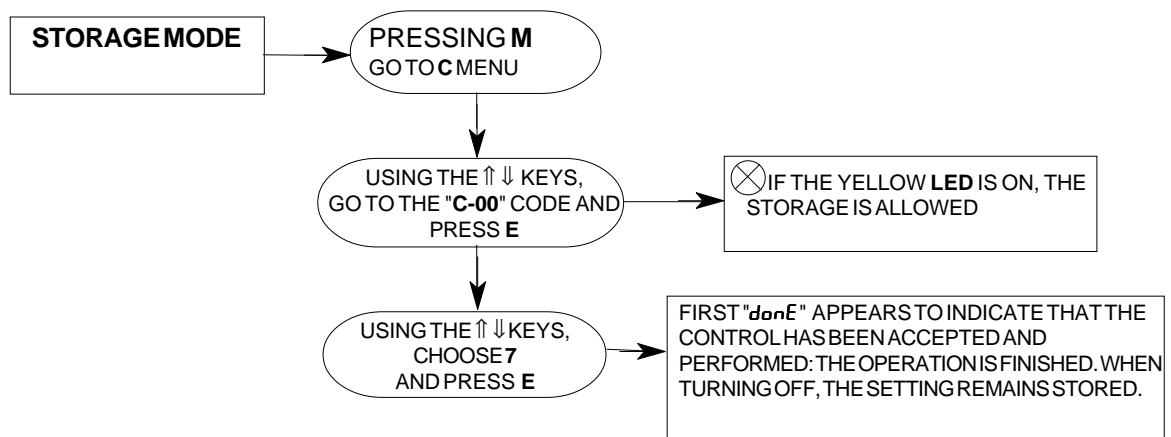 STORAGE MODE
PRESSING M
GO TO C MENU
USING THE ⇑⇓ KEYS,
GO TO THE "C-00" CODE AND
PRESS E
IF THE YELLOW LED IS ON, THE
STORAGE IS ALLOWED
USING THE ⇑⇓ KEYS,
CHOOSE 7
AND PRESS E
FIRST "donE" APPEARS TO INDICATE THAT THE
CONTROL HAS BEEN ACCEPTED AND
PERFORMED: THE OPERATION IS FINISHED. WHEN
TURNING OFF, THE SETTING REMAINS STORED.